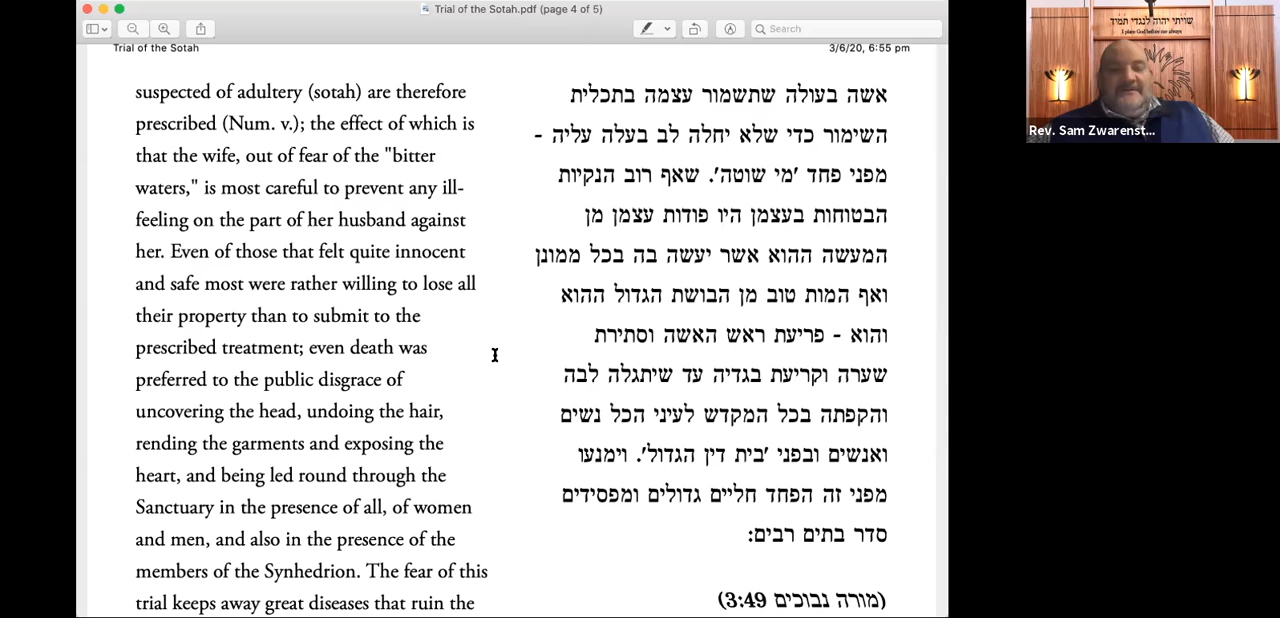 Trial of the Sotah.pdf (page 4 of 5)
Search
Trial of the Sotah
3/6/20, 6:55 pm
suspected of adultery (sotah) are therefore
prescribed (Num. v.); the effect of which is
that the wife, out of fear of the "bitter
waters," is most careful to prevent any ill-
feeling on the part of her husband against
her. Even of those that felt quite innocent
and safe most were rather willing to lose all
their property than to submit to the
prescribed treatment; even death was
preferred to the public disgrace of
uncovering the head, undoing the hair,
rending the garments and exposing the
heart, and being led round through the
Sanctuary in the presence of all, of women
and men, and also in the presence of the
members of the Synhedrion. The fear of this
trial keeps away great diseases that ruin the
אשה בעולה שתשמור עצמה בתכלית
השימור כדי שלא יחלה לב בעלה עליה -
מפני פחד 'מי שוטה'. שאף רוב הנקיות
הבטוחות בעצמן היו פודות עצמן מן
המעשה ההוא אשר יעשה בה בכל ממונן
ואף המות טוב מן הבושת הגדול ההוא
והוא - פריעת ראש האשה וסתירת
שערה וקריעת בגדיה עד שיתגלה לבה
והקפתה בכל המקדש לעיני הכל נשים
ואנשים ובפני 'בית דין הגדול'. וימנעו
מפני זה הפחד חליים גדולים ומפסידים
סדר בתים רבים:
(מורה נבוכים 3:49)
שויתי יהוה לנגדי תמיד
I place God before me always
Rev. Sam Zwarenst...